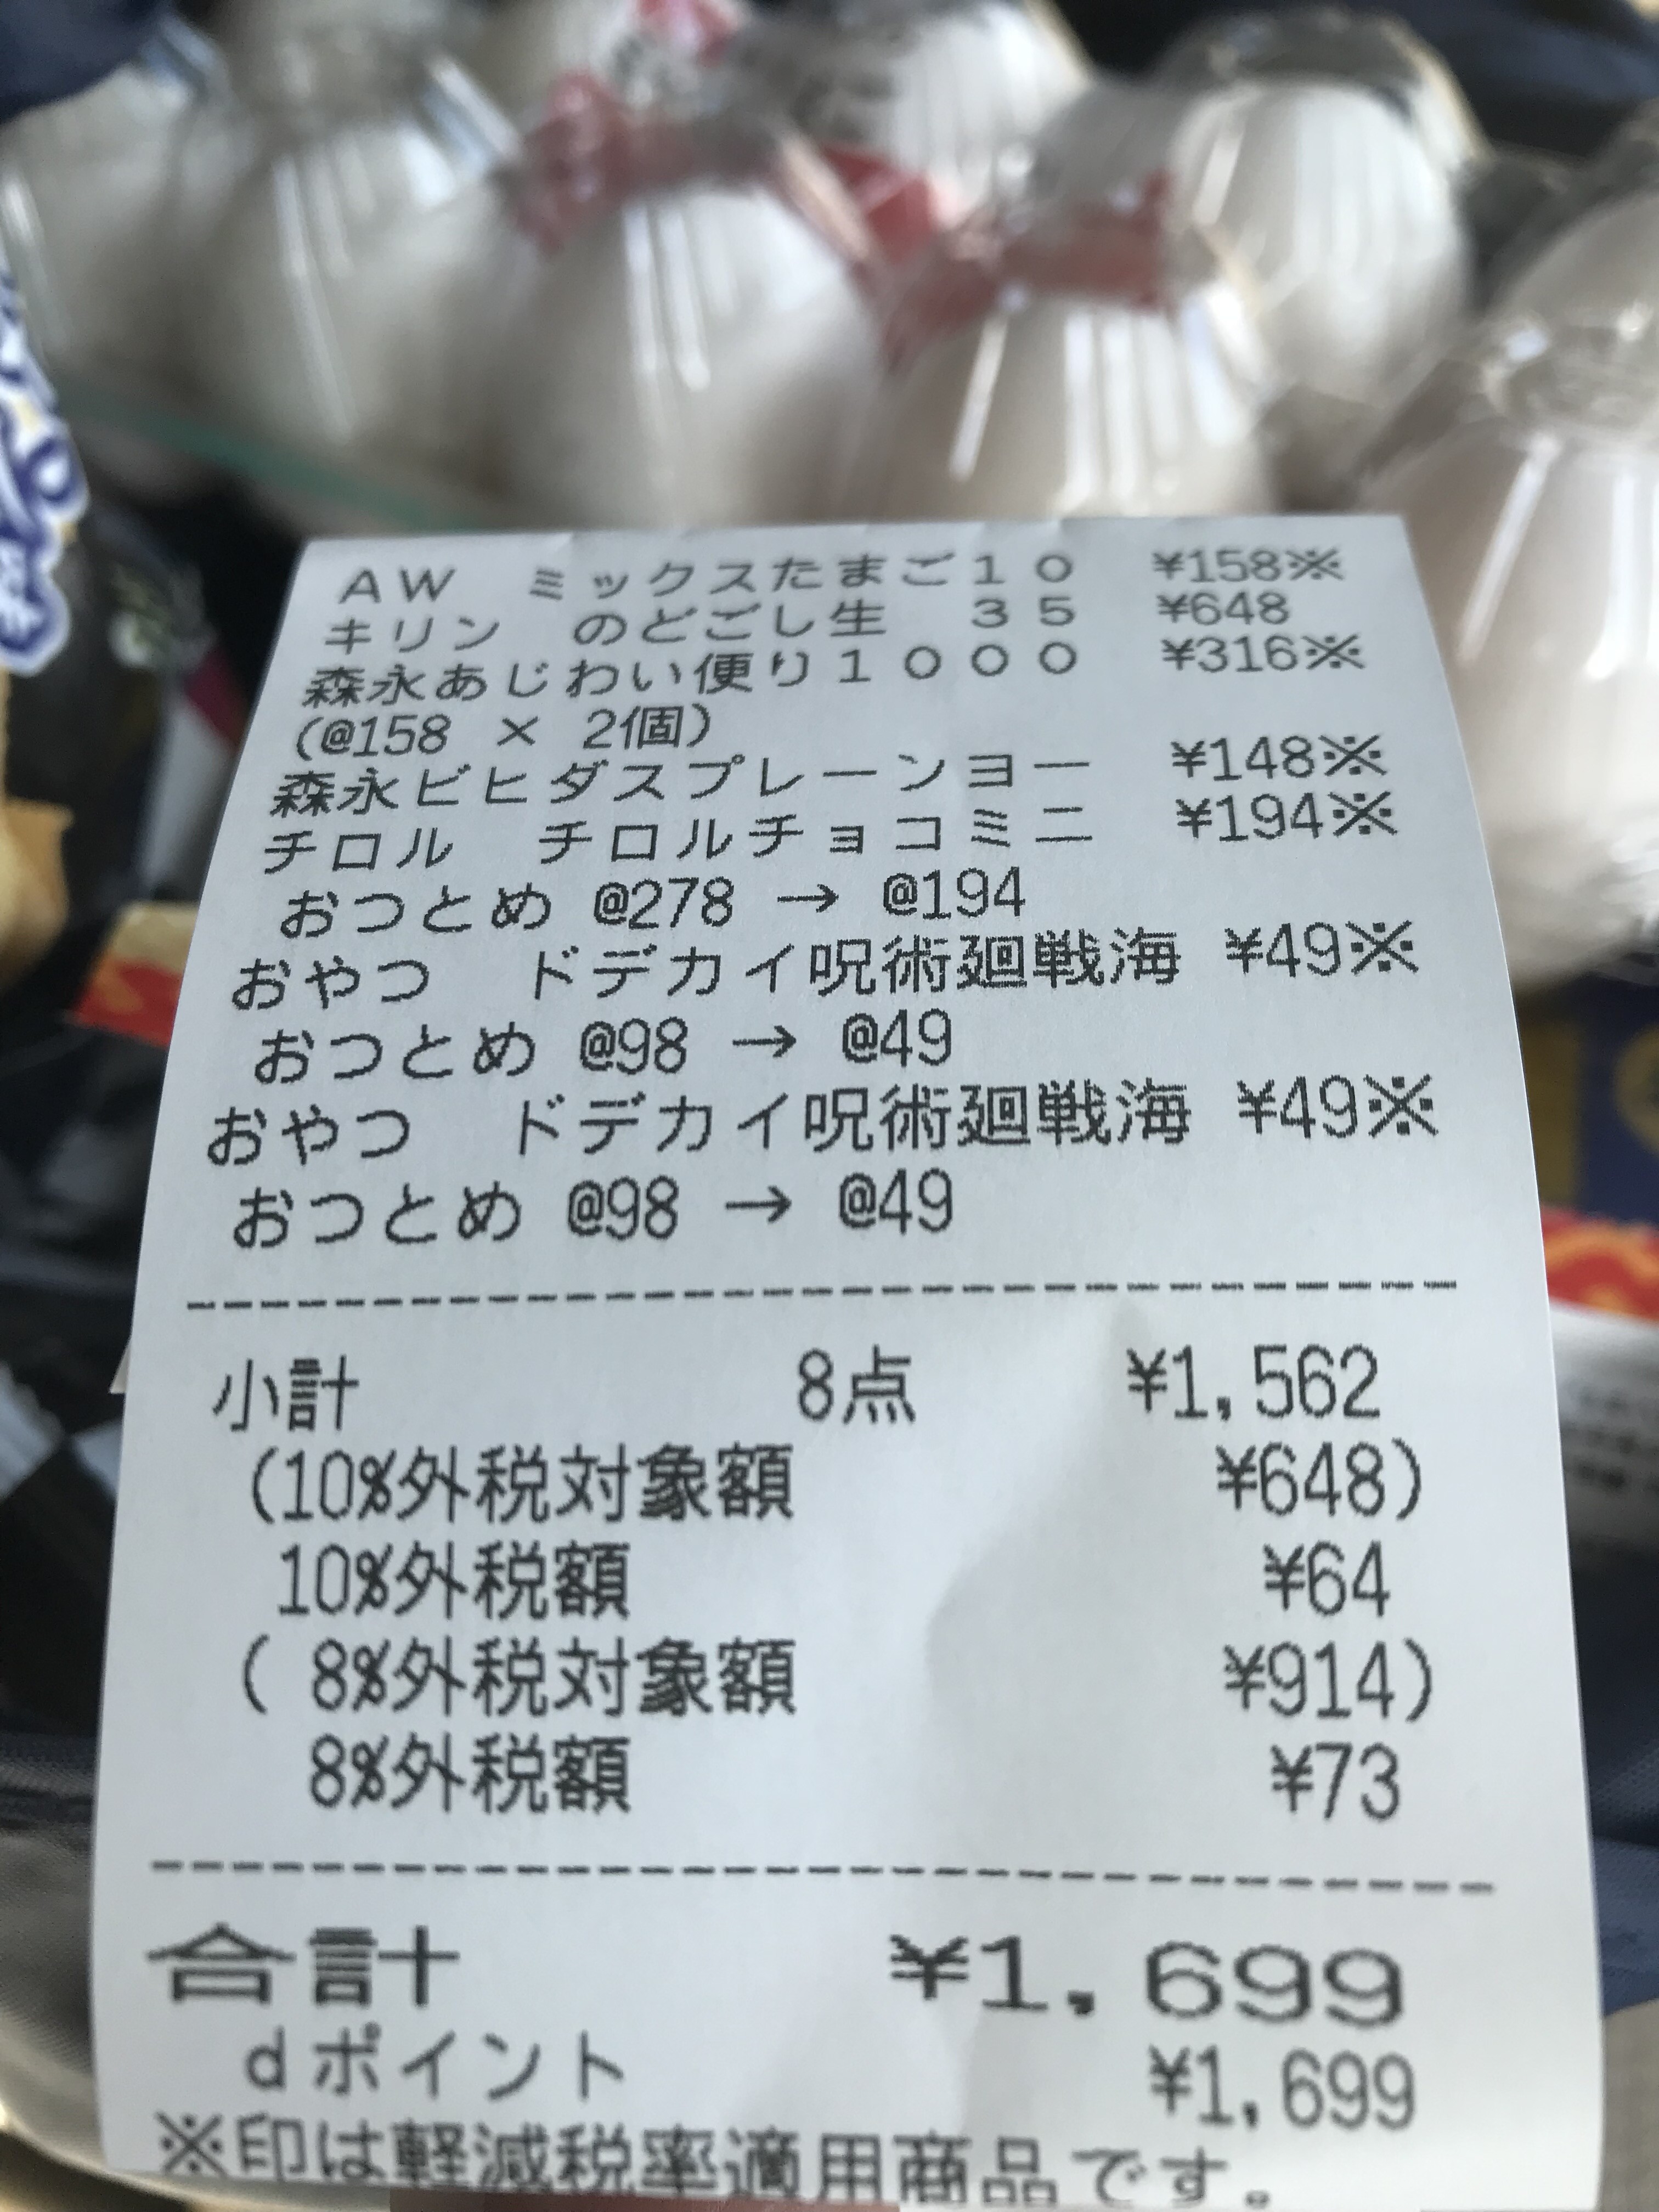 ＡＷ　ミックスたまご１０　¥158※
キリン　のどごし生　３５　¥648
森永あじわい便り１０００　¥316※
(@158 × 2個)
森永ビヒダスプレーンヨー　¥148※
チロル　チロルチョコミニ　¥194※
おつとめ @278 → @194
おやつ　ドデカイ呪術廻戦海 ¥49※
おつとめ @98 → @49
おやつ　ドデカイ呪術廻戦海 ¥49※
おつとめ @98 → @49
小計 8点 ¥1,562
(10%外税対象額 ¥648)
10%外税額 ¥64
( 8%外税対象額 ¥914)
8%外税額 ¥73
合計 ¥1,699
ｄポイント ¥1,699
※印は軽減税率適用商品です。